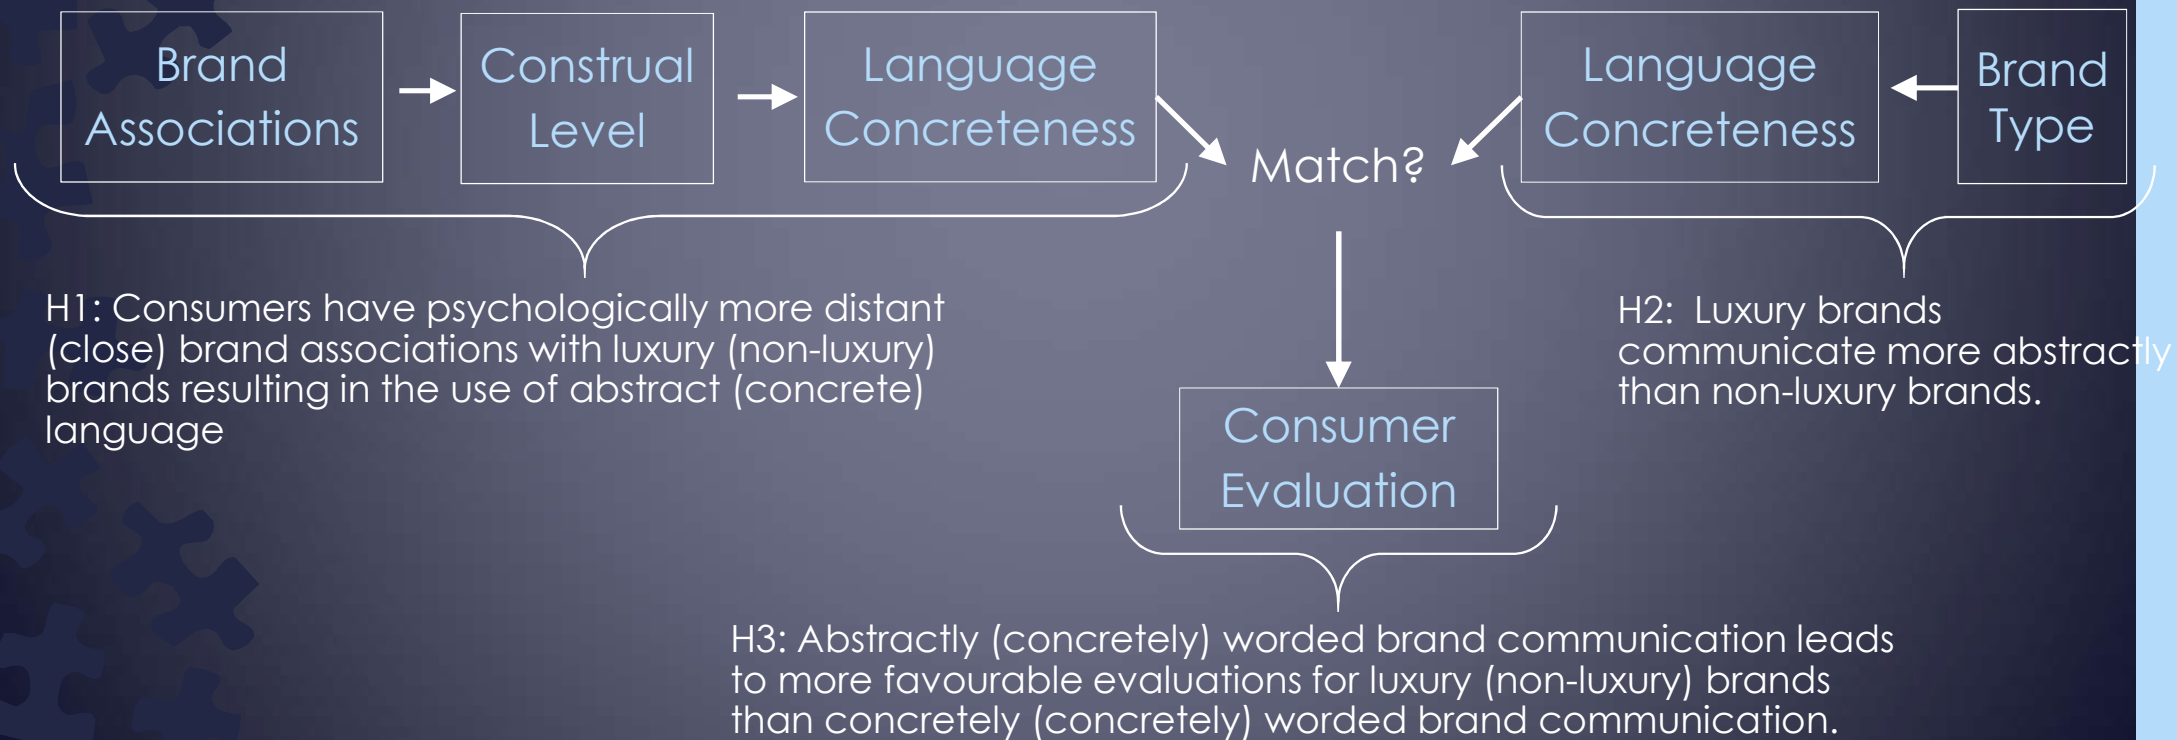 Brand
Associations
Construal
Level
Language
Concreteness
Match?
Language
Concreteness
Brand
Type
H1: Consumers have psychologically more distant
(close) brand associations with luxury (non-luxury)
brands resulting in the use of abstract (concrete)
language
H2:  Luxury brands
communicate more abstractly
than non-luxury brands.
Consumer
Evaluation
H3: Abstractly (concretely) worded brand communication leads
to more favourable evaluations for luxury (non-luxury) brands
than concretely (concretely) worded brand communication.